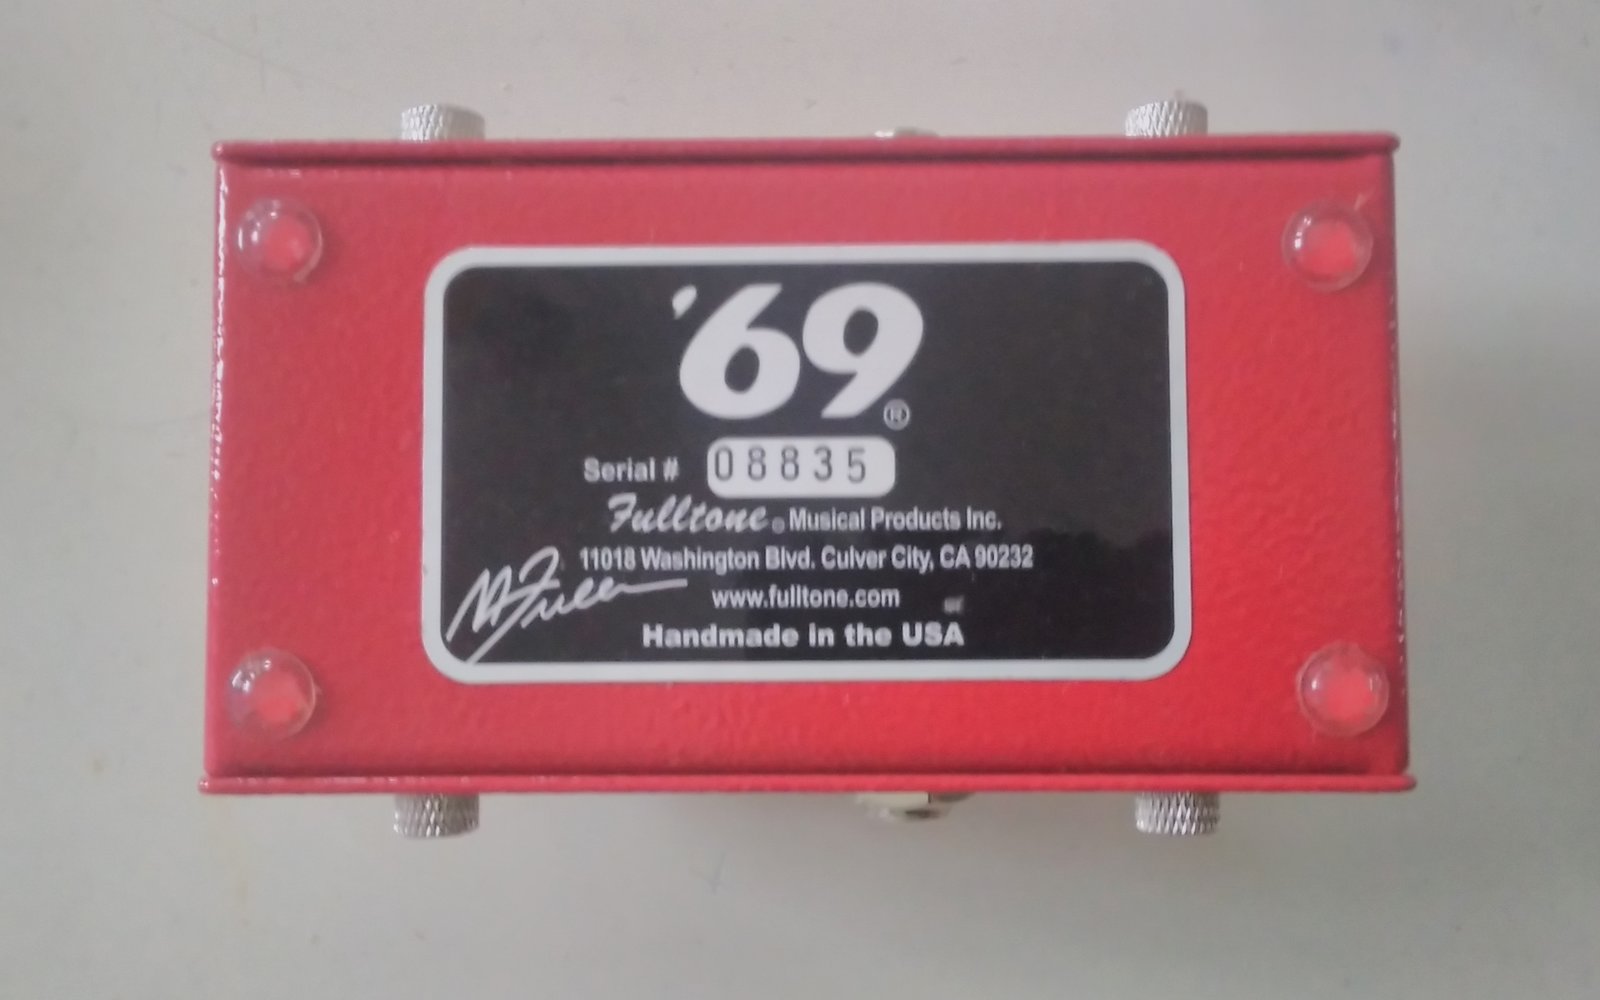 '69®
Serial # 08835
Fulltone® Musical Products Inc.
11018 Washington Blvd. Culver City, CA 90232
www.fulltone.com
Handmade in the USA